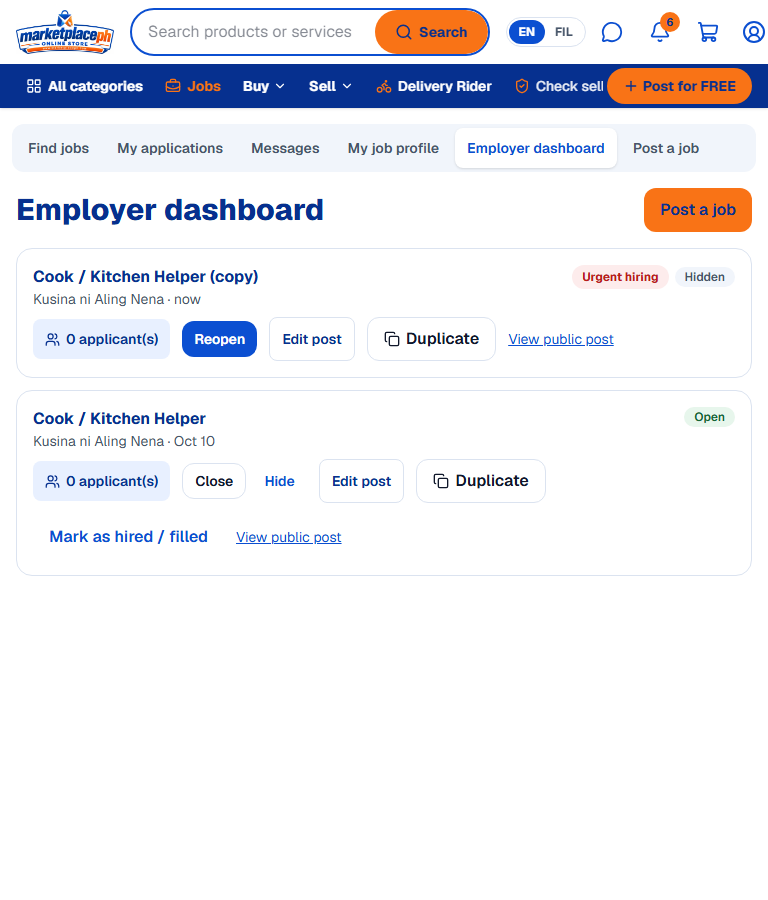 marketplaceph
ONLINE STORE
Search products or services
Search
EN FIL
6
All categories Jobs Buy Sell Delivery Rider Check sell Post for FREE
Find jobs My applications Messages My job profile Employer dashboard Post a job
Employer dashboard
Post a job
Cook / Kitchen Helper (copy)
Urgent hiring Hidden
Kusina ni Aling Nena · now
0 applicant(s) Reopen Edit post Duplicate View public post
Cook / Kitchen Helper
Open
Kusina ni Aling Nena · Oct 10
0 applicant(s) Close Hide Edit post Duplicate
Mark as hired / filled View public post